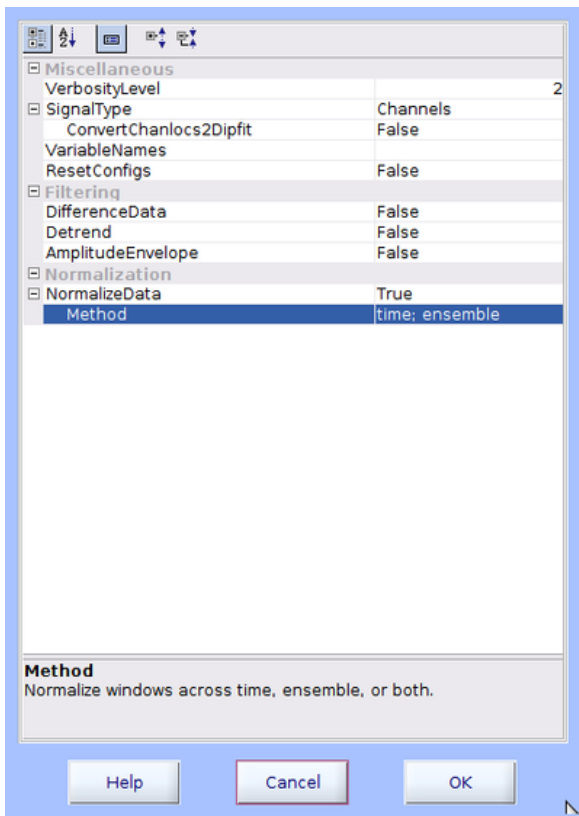 Miscellaneous
VerbosityLevel 2
SignalType Channels
ConvertChanlocs2Dipfit False
VariableNames
ResetConfigs False
Filtering
DifferenceData False
Detrend False
AmplitudeEnvelope False
Normalization
NormalizeData True
Method time; ensemble
Method
Normalize windows across time, ensemble, or both.
Help Cancel OK